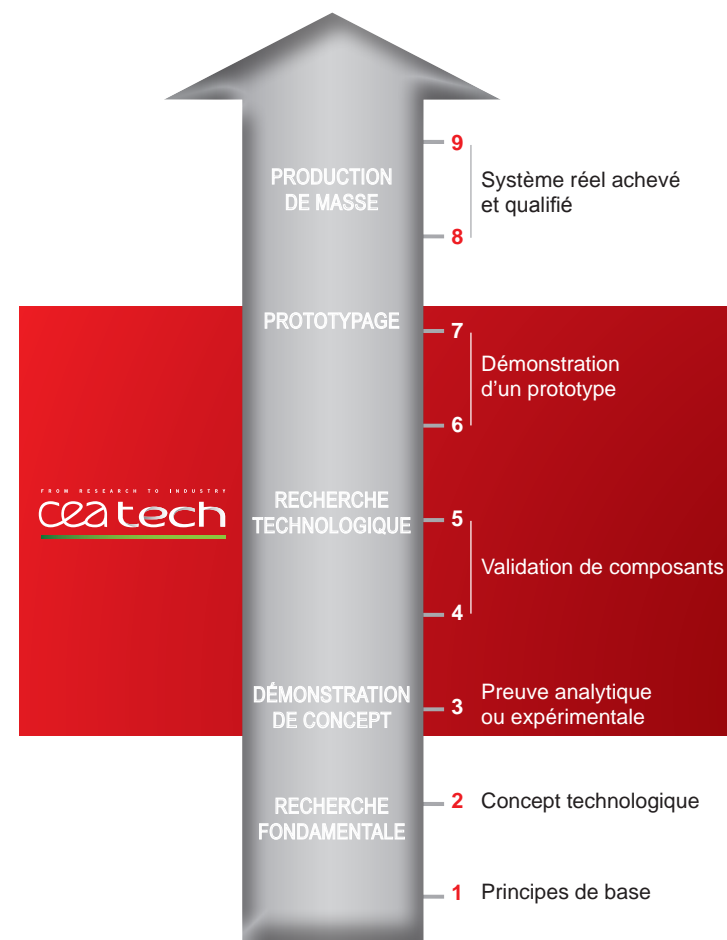 9
PRODUCTION
DE MASSE
Système réel achevé
et qualifié
8
PROTOTYPAGE
7
Démonstration
d'un prototype
6
FROM RESEARCH TO INDUSTRY
cea tech
RECHERCHE
TECHNOLOGIQUE
5
Validation de composants
4
DÉMONSTRATION
DE CONCEPT
3
Preuve analytique
ou expérimentale
RECHERCHE
FONDAMENTALE
2
Concept technologique
1
Principes de base